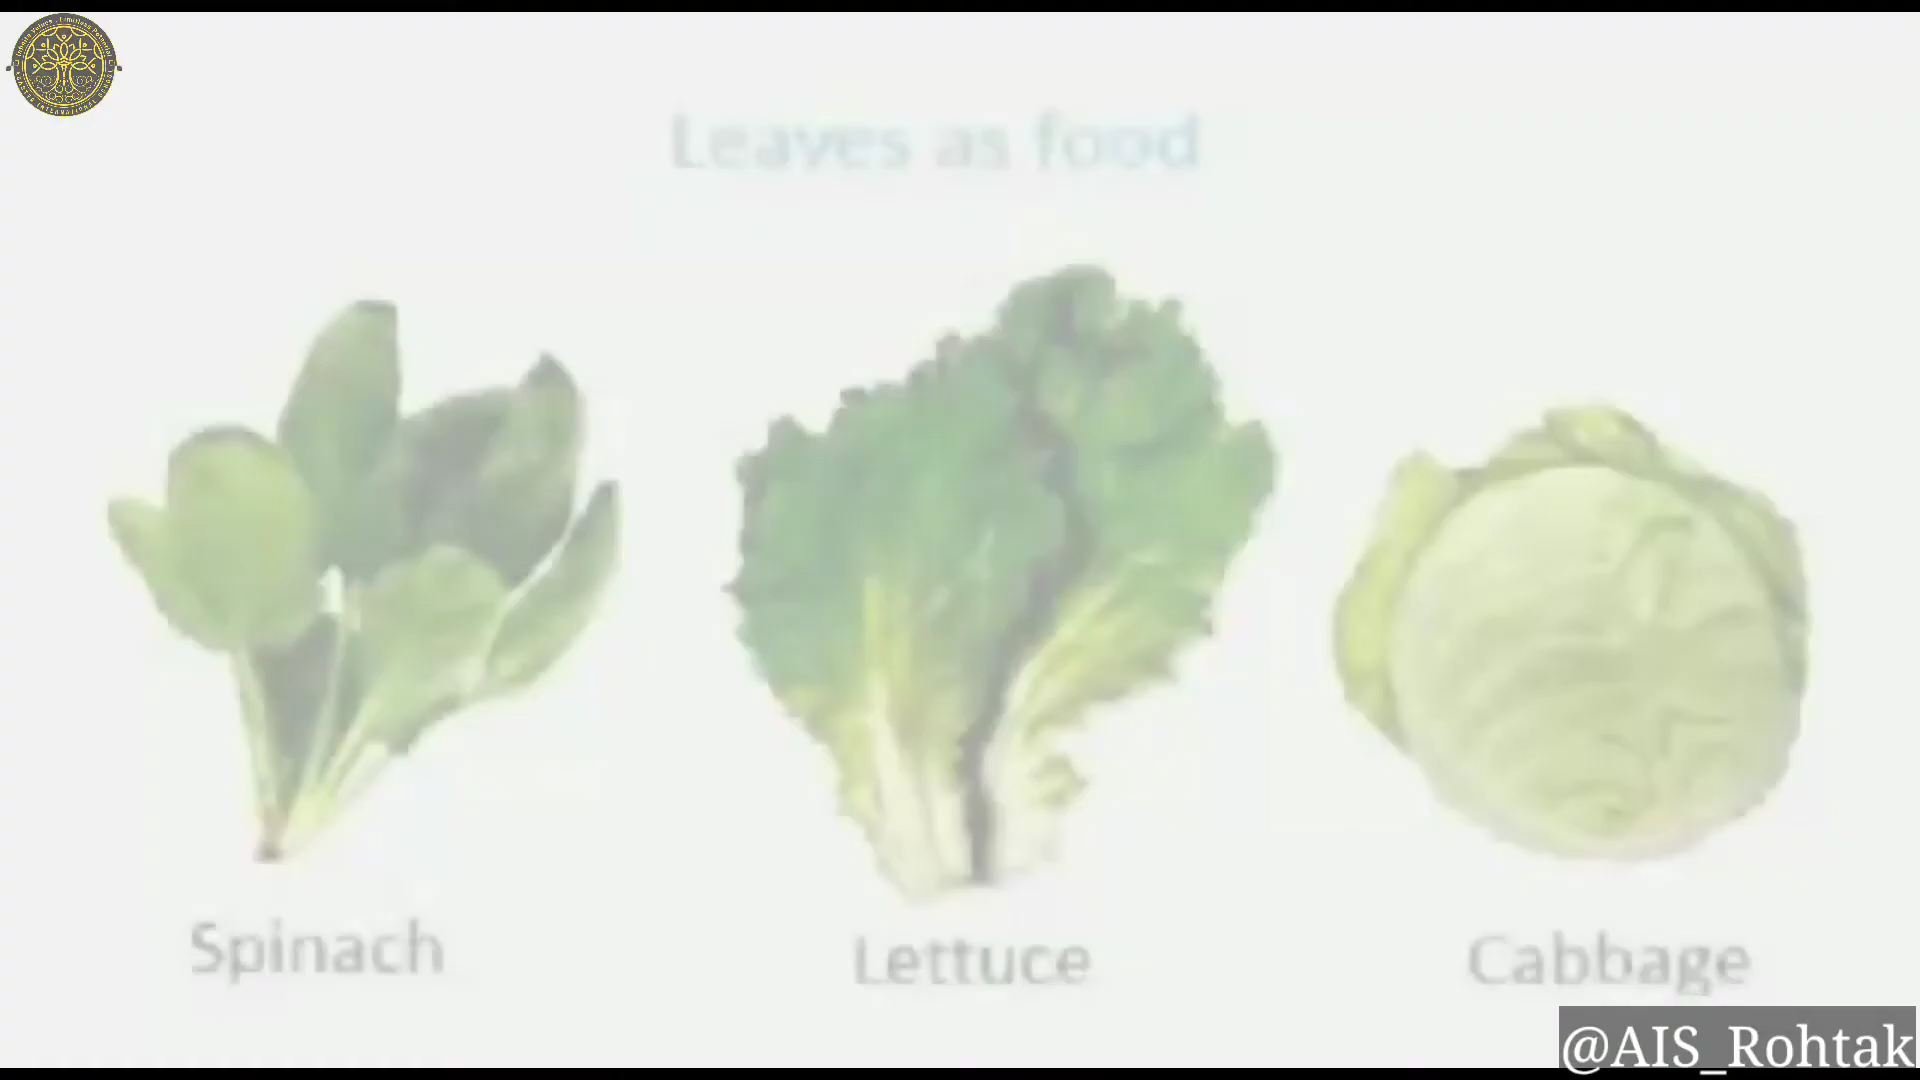 Leaves as food
Spinach
Lettuce
Cabbage
@AIS_Rohtak